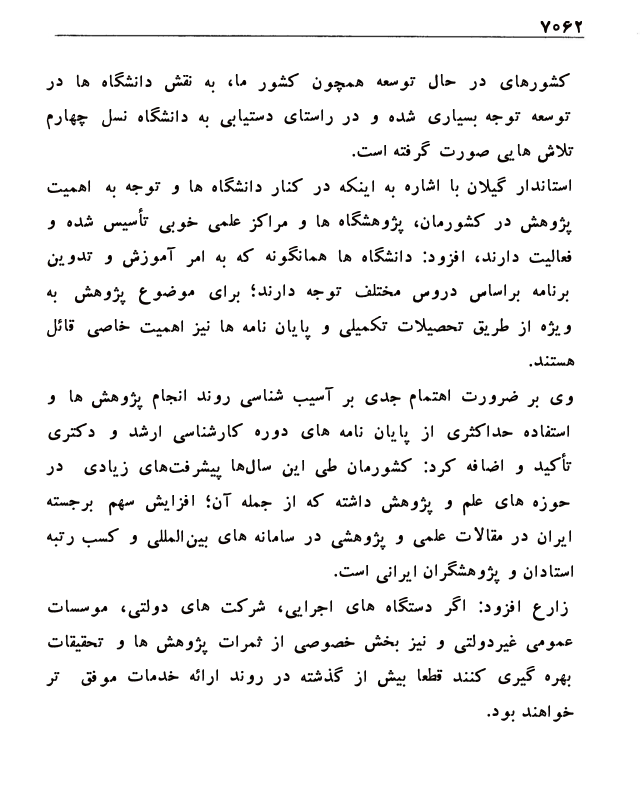 ۷۰۶۲
کشورهای در حال توسعه همچون کشور ما، به نقش دانشگاه ها در
توسعه توجه بسیاری شده و در راستای دستیابی به دانشگاه نسل چهارم
تلاش هایی صورت گرفته است.
استاندار گیلان با اشاره به اینکه در کنار دانشگاه ها و توجه به اهمیت
پژوهش در کشورمان، پژوهشگاه ها و مراکز علمی خوبی تأسیس شده و
فعالیت دارند، افزود: دانشگاه ها همانگونه که به امر آموزش و تدوین
برنامه براساس دروس مختلف توجه دارند؛ برای موضوع پژوهش به
ویژه از طریق تحصیلات تکمیلی و پایان نامه ها نیز اهمیت خاصی قائل
هستند.
وی بر ضرورت اهتمام جدی بر آسیب شناسی روند انجام پژوهش ها و
استفاده حداکثری از پایان نامه های دوره کارشناسی ارشد و دکتری
تأکید و اضافه کرد: کشورمان طی این سال‌ها پیشرفت‌های زیادی در
حوزه های علم و پژوهش داشته که از جمله آن؛ افزایش سهم برجسته
ایران در مقالات علمی و پژوهشی در سامانه های بین‌المللی و کسب رتبه
استادان و پژوهشگران ایرانی است.
زارع افزود: اگر دستگاه های اجرایی، شرکت های دولتی، موسسات
عمومی غیردولتی و نیز بخش خصوصی از ثمرات پژوهش ها و تحقیقات
بهره گیری کنند قطعا بیش از گذشته در روند ارائه خدمات موفق تر
خواهند بود.